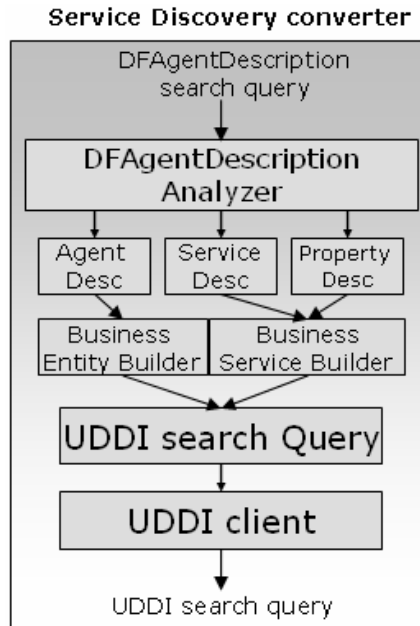 Service Discovery converter
DFAgentDescription
search query
DFAgentDescription
Analyzer
Agent
Desc
Service
Desc
Property
Desc
Business
Entity Builder
Business
Service Builder
UDDI search Query
UDDI client
UDDI search query